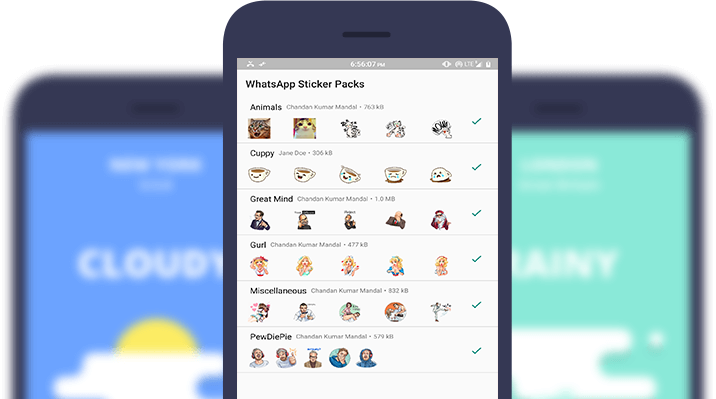 6:56:07 PM
LTE
WhatsApp Sticker Packs
Animals Chandan Kumar Mandal • 763 kB
Cuppy Jane Doe • 306 kB
Great Mind Chandan Kumar Mandal • 1.0 MB
Gurl Chandan Kumar Mandal • 477 kB
Miscellaneous Chandan Kumar Mandal • 832 kB
PewDiePie Chandan Kumar Mandal • 579 kB
NEW YORK
CLOUDY
LONDON
RAINY